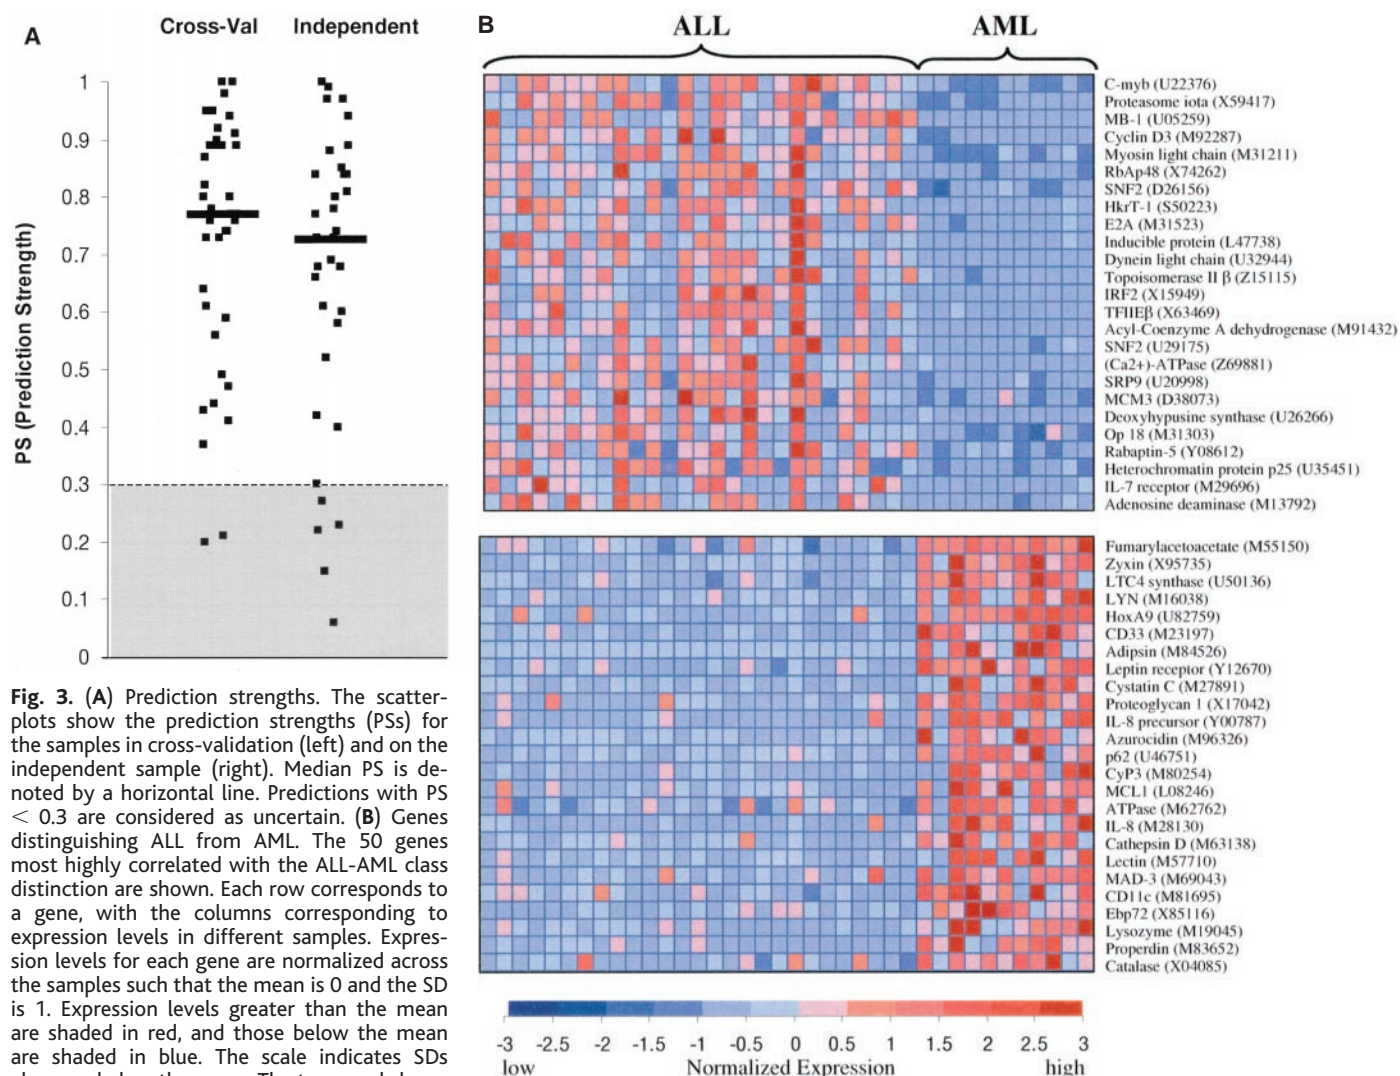 A
Cross-Val Independent
PS (Prediction Strength)
1
0.9
0.8
0.7
0.6
0.5
0.4
0.3
0.2
0.1
0
Fig. 3. (A) Prediction strengths. The scatter-
plots show the prediction strengths (PSs) for
the samples in cross-validation (left) and on the
independent sample (right). Median PS is de-
noted by a horizontal line. Predictions with PS
< 0.3 are considered as uncertain. (B) Genes
distinguishing ALL from AML. The 50 genes
most highly correlated with the ALL-AML class
distinction are shown. Each row corresponds to
a gene, with the columns corresponding to
expression levels in different samples. Expres-
sion levels for each gene are normalized across
the samples such that the mean is 0 and the SD
is 1. Expression levels greater than the mean
are shaded in red, and those below the mean
are shaded in blue. The scale indicates SDs
B
ALL AML
C-myb (U22376)
Proteasome iota (X59417)
MB-1 (U05259)
Cyclin D3 (M92287)
Myosin light chain (M31211)
RbAp48 (X74262)
SNF2 (D26156)
HkrT-1 (S50223)
E2A (M31523)
Inducible protein (L47738)
Dynein light chain (U32944)
Topoisomerase II β (Z15115)
IRF2 (X15949)
TFIIEβ (X63469)
Acyl-Coenzyme A dehydrogenase (M91432)
SNF2 (U29175)
(Ca2+)-ATPase (Z69881)
SRP9 (U20998)
MCM3 (D38073)
Deoxyhypusine synthase (U26266)
Op 18 (M31303)
Rabaptin-5 (Y08612)
Heterochromatin protein p25 (U35451)
IL-7 receptor (M29696)
Adenosine deaminase (M13792)
Fumarylacetoacetate (M55150)
Zyxin (X95735)
LTC4 synthase (U50136)
LYN (M16038)
HoxA9 (U82759)
CD33 (M23197)
Adipsin (M84526)
Leptin receptor (Y12670)
Cystatin C (M27891)
Proteoglycan 1 (X17042)
IL-8 precursor (Y00787)
Azurocidin (M96326)
p62 (U46751)
CyP3 (M80254)
MCL1 (L08246)
ATPase (M62762)
IL-8 (M28130)
Cathepsin D (M63138)
Lectin (M57710)
MAD-3 (M69043)
CD11c (M81695)
Ebp72 (X85116)
Lysozyme (M19045)
Properdin (M83652)
Catalase (X04085)
-3 -2.5 -2 -1.5 -1 -0.5 0 0.5 1 1.5 2 2.5 3
low Normalized Expression high